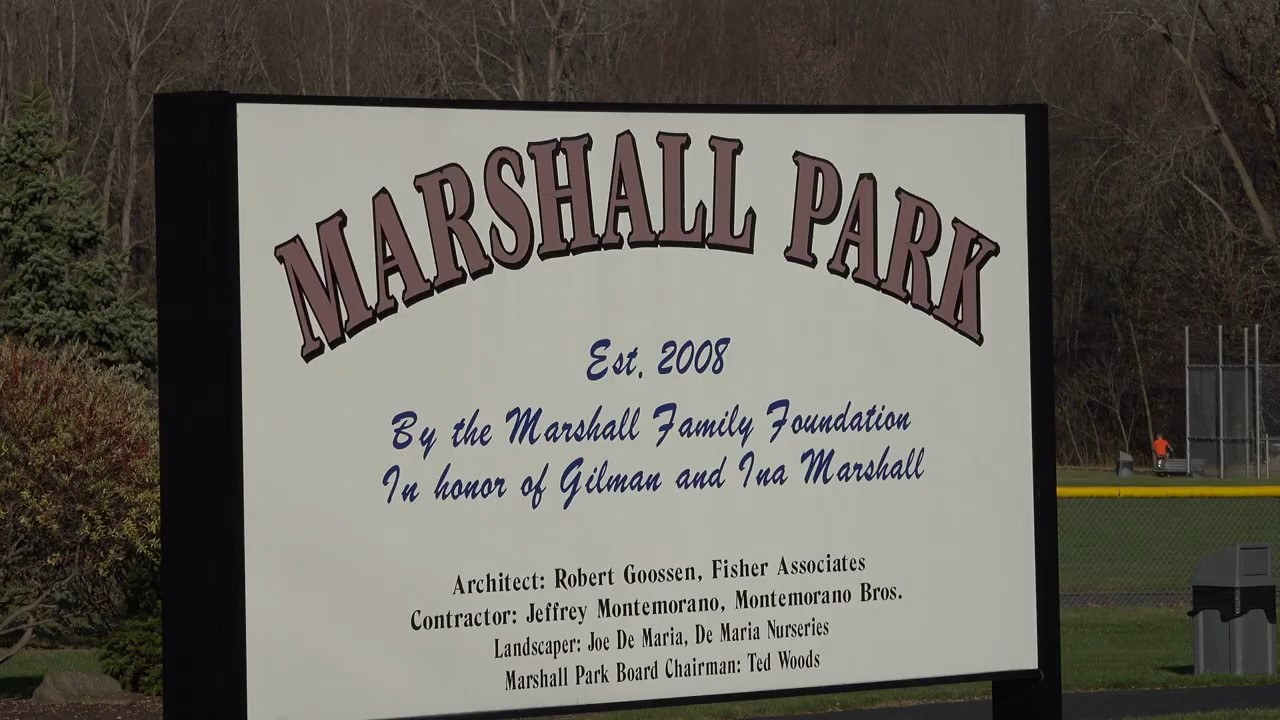 MARSHALL PARK
Est. 2008
By the Marshall Family Foundation
In honor of Gilman and Ina Marshall
Architect: Robert Goossen, Fisher Associates
Contractor: Jeffrey Montemorano, Montemorano Bros.
Landscaper: Joe De Maria, De Maria Nurseries
Marshall Park Board Chairman: Ted Woods